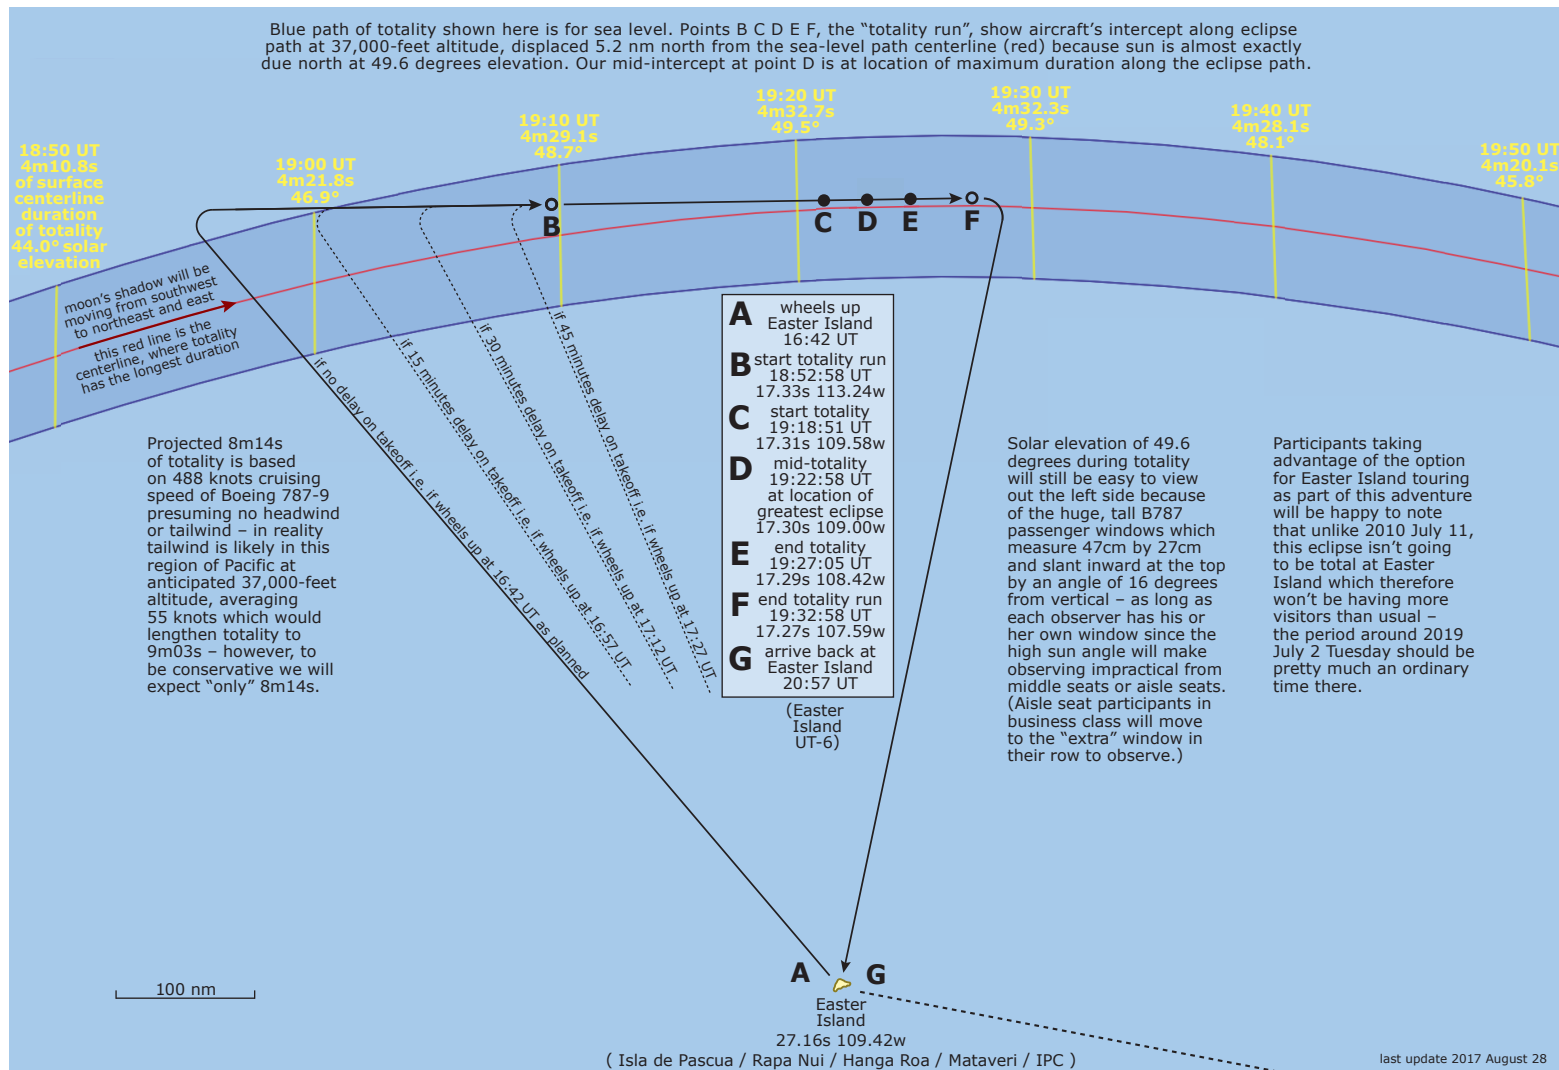 Blue path of totality shown here is for sea level. Points B C D E F, the “totality run”, show aircraft’s intercept along eclipse
path at 37,000-feet altitude, displaced 5.2 nm north from the sea-level path centerline (red) because sun is almost exactly
due north at 49.6 degrees elevation. Our mid-intercept at point D is at location of maximum duration along the eclipse path.
18:50 UT
4m10.8s
of surface
centerline
duration
of totality
44.0° solar
elevation
19:00 UT
4m21.8s
46.9°
19:10 UT
4m29.1s
48.7°
19:20 UT
4m32.7s
49.5°
19:30 UT
4m32.3s
49.3°
19:40 UT
4m28.1s
48.1°
19:50 UT
4m20.1s
45.8°
B
C
D
E
F
moon’s shadow will be
moving from southwest
to northeast and east
this red line is the
centerline, where totality
has the longest duration
if no delay on takeoff i.e. if wheels up at 16:42 UT as planned
if 15 minutes delay on takeoff i.e. if wheels up at 16:57 UT
if 30 minutes delay on takeoff i.e. if wheels up at 17:12 UT
if 45 minutes delay on takeoff i.e. if wheels up at 17:27 UT
A wheels up
Easter Island
16:42 UT
B start totality run
18:52:58 UT
17.33s 113.24w
C start totality
19:18:51 UT
17.31s 109.58w
D mid-totality
19:22:58 UT
at location of
greatest eclipse
17.30s 109.00w
E end totality
19:27:05 UT
17.29s 108.42w
F end totality run
19:32:58 UT
17.27s 107.59w
G arrive back at
Easter Island
20:57 UT
(Easter
Island
UT-6)
Projected 8m14s
of totality is based
on 488 knots cruising
speed of Boeing 787-9
presuming no headwind
or tailwind – in reality
tailwind is likely in this
region of Pacific at
anticipated 37,000-feet
altitude, averaging
55 knots which would
lengthen totality to
9m03s – however, to
be conservative we will
expect “only” 8m14s.
Solar elevation of 49.6
degrees during totality
will still be easy to view
out the left side because
of the huge, tall B787
passenger windows which
measure 47cm by 27cm
and slant inward at the top
by an angle of 16 degrees
from vertical – as long as
each observer has his or
her own window since the
high sun angle will make
observing impractical from
middle seats or aisle seats.
(Aisle seat participants in
business class will move
to the “extra” window in
their row to observe.)
Participants taking
advantage of the option
for Easter Island touring
as part of this adventure
will be happy to note
that unlike 2010 July 11,
this eclipse isn’t going
to be total at Easter
Island which therefore
won’t be having more
visitors than usual –
the period around 2019
July 2 Tuesday should be
pretty much an ordinary
time there.
100 nm
A
G
Easter
Island
27.16s 109.42w
( Isla de Pascua / Rapa Nui / Hanga Roa / Mataveri / IPC )
last update 2017 August 28